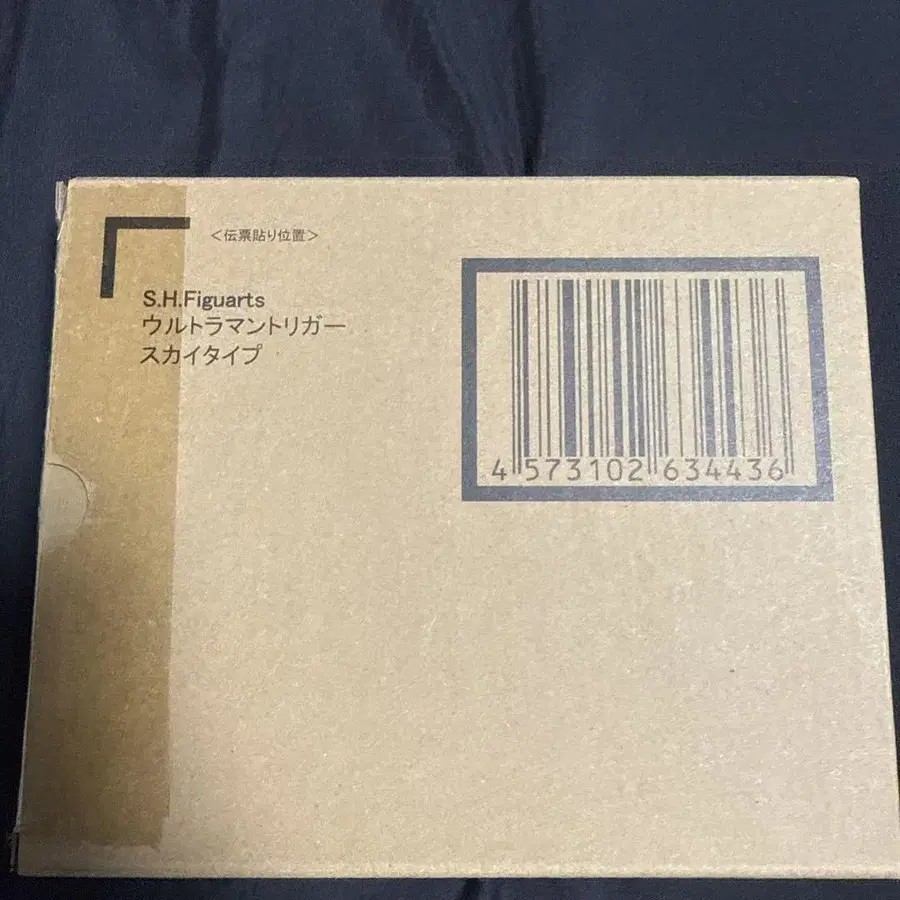 <伝票貼り位置>
S.H.Figuarts
ウルトラマントリガー
スカイタイプ
4 573102 634436